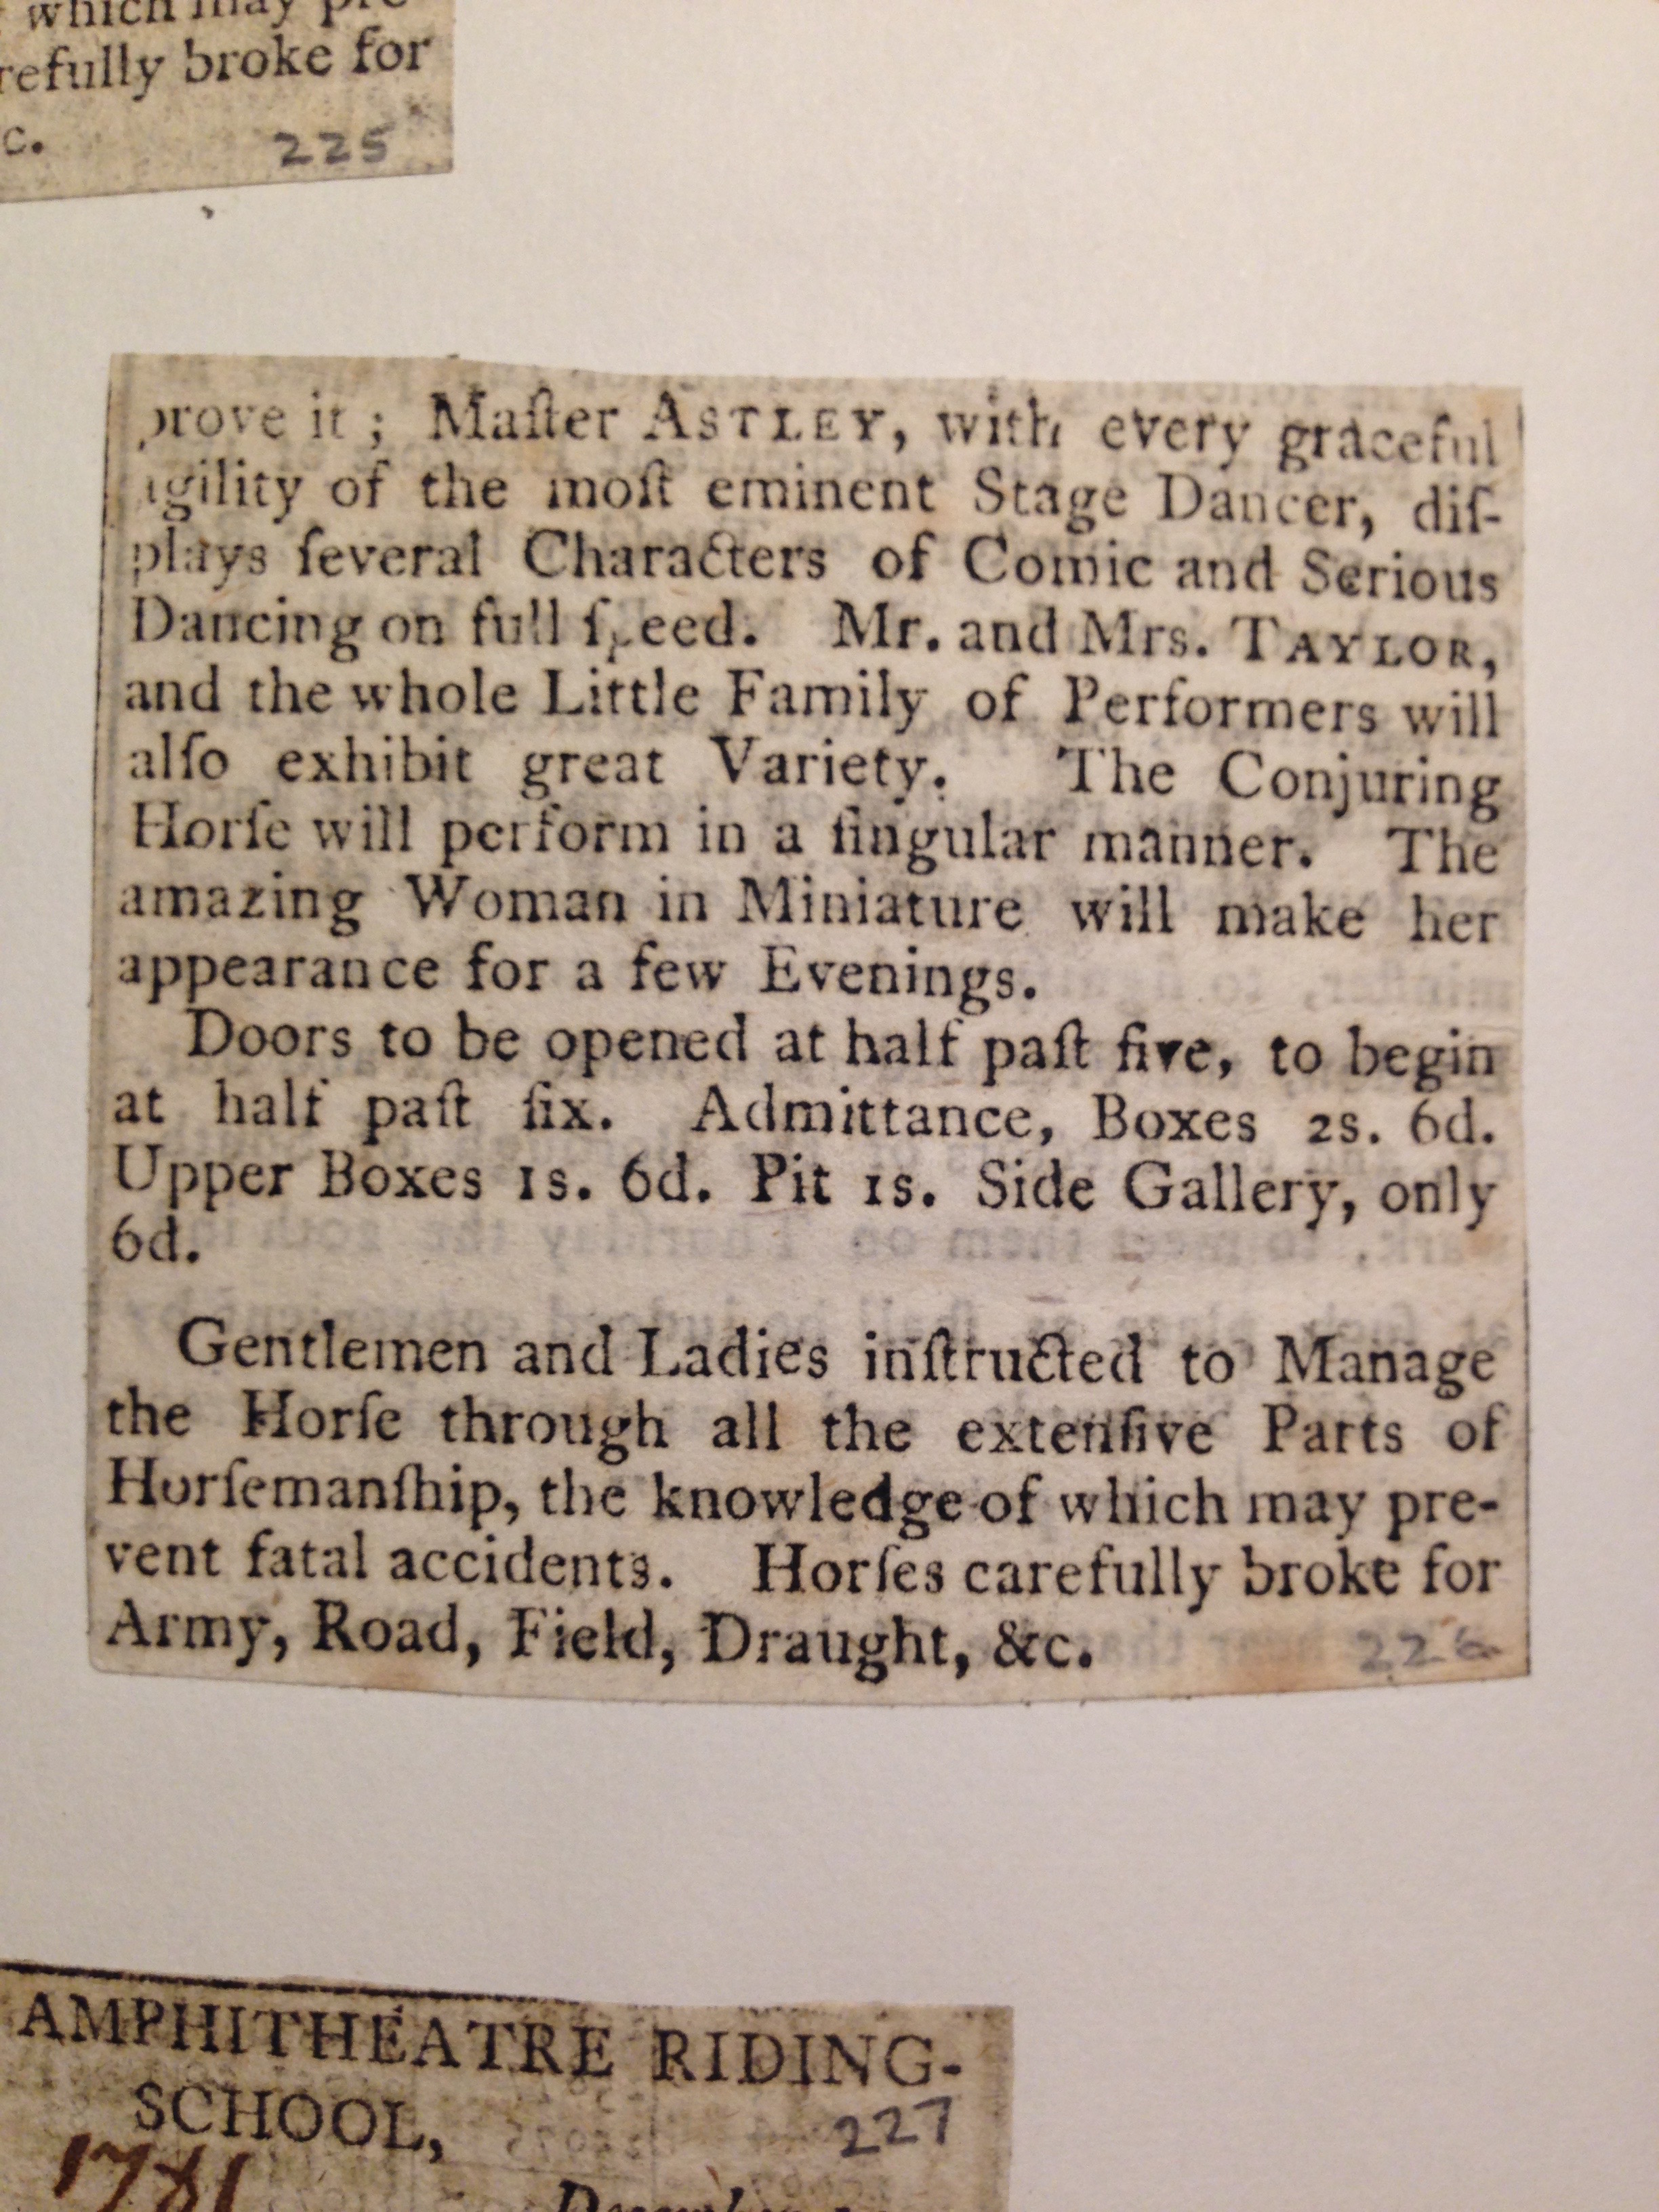 which may pre-
refully broke for
c.
225
prove it ; Maſter ASTLEY, with every graceful
agility of the moſt eminent Stage Dancer, diſ-
plays ſeveral Characters of Comic and Serious
Dancing on full ſpeed. Mr. and Mrs. TAYLOR,
and the whole Little Family of Performers will
alſo exhibit great Variety. The Conjuring
Horſe will perform in a ſingular manner. The
amazing Woman in Miniature will make her
appearance for a few Evenings.
Doors to be opened at half paſt five, to begin
at half paſt ſix. Admittance, Boxes 2s. 6d.
Upper Boxes 1s. 6d. Pit 1s. Side Gallery, only
6d.
Gentlemen and Ladies inſtructed to Manage
the Horſe through all the extenſive Parts of
Horſemanſhip, the knowledge of which may pre-
vent fatal accidents. Horſes carefully broke for
Army, Road, Field, Draught, &c.
226
AMPHITHEATRE RIDING-
SCHOOL,
227
1781